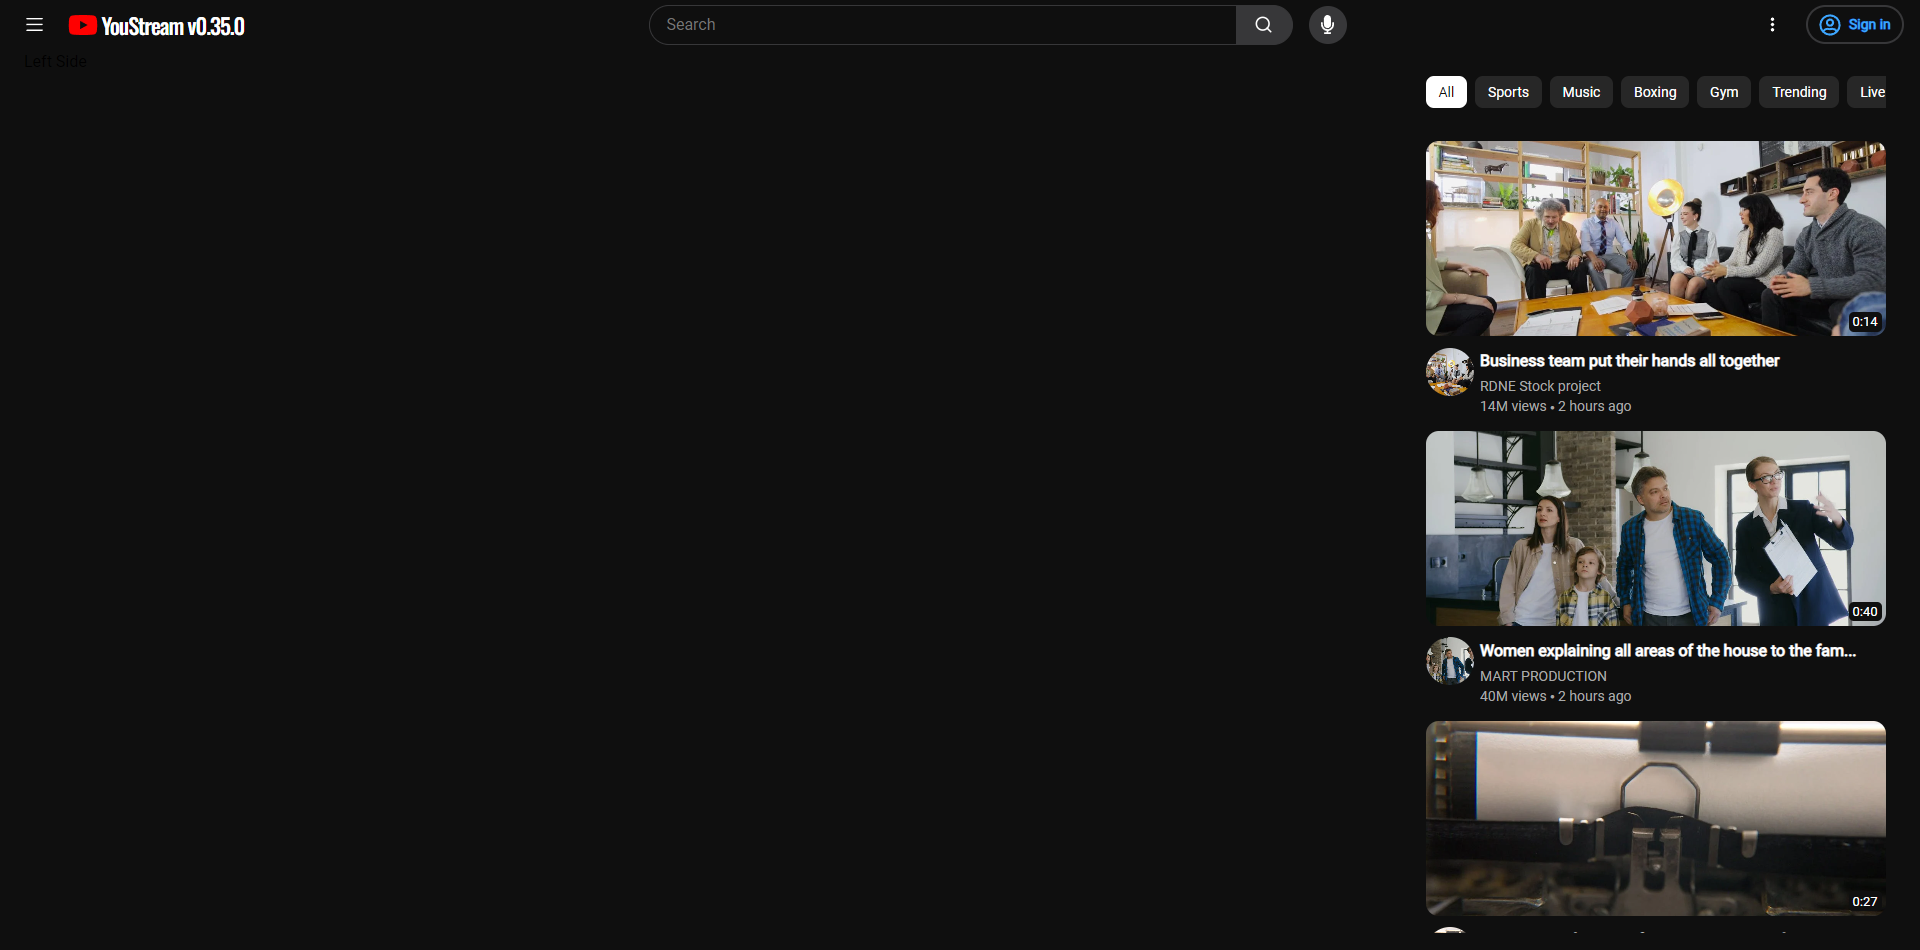 YouStream v0.35.0
Search
Sign in
Left Side
All
Sports
Music
Boxing
Gym
Trending
Live
0:14
Business team put their hands all together
RDNE Stock project
14M views • 2 hours ago
0:40
Women explaining all areas of the house to the fam...
MART PRODUCTION
40M views • 2 hours ago
0:27